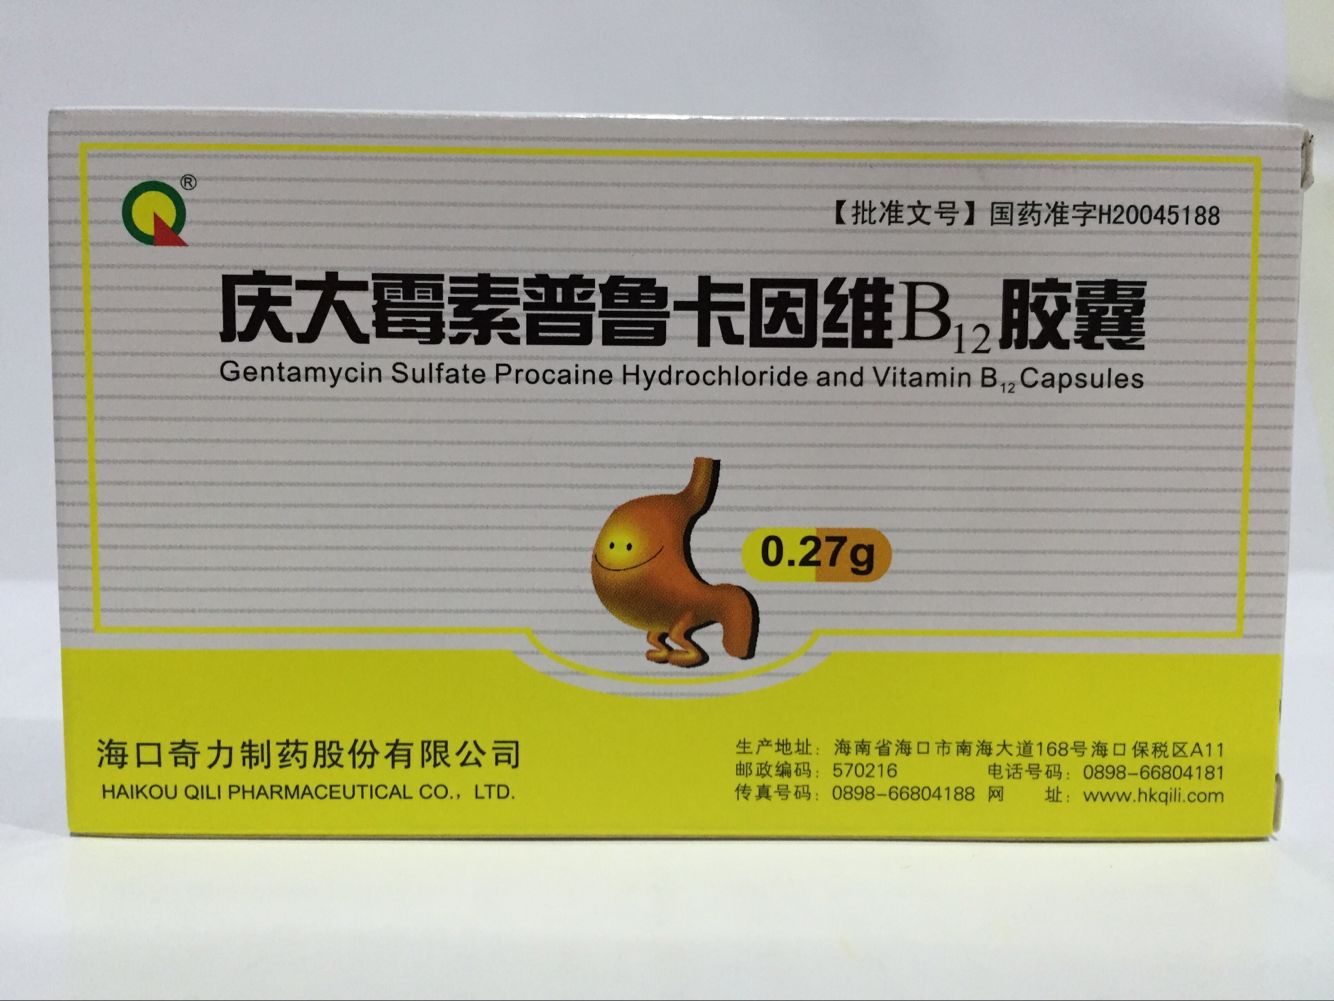 ®
【批准文号】国药准字H20045188
庆大霉素普鲁卡因维B12胶囊
Gentamycin Sulfate Procaine Hydrochloride and Vitamin B12 Capsules
0.27g
海口奇力制药股份有限公司
HAIKOU QILI PHARMACEUTICAL CO., LTD.
生产地址：海南省海口市南海大道168号海口保税区A11
邮政编码：570216 电话号码：0898-66804181
传真号码：0898-66804188 网 址：www.hkqili.com